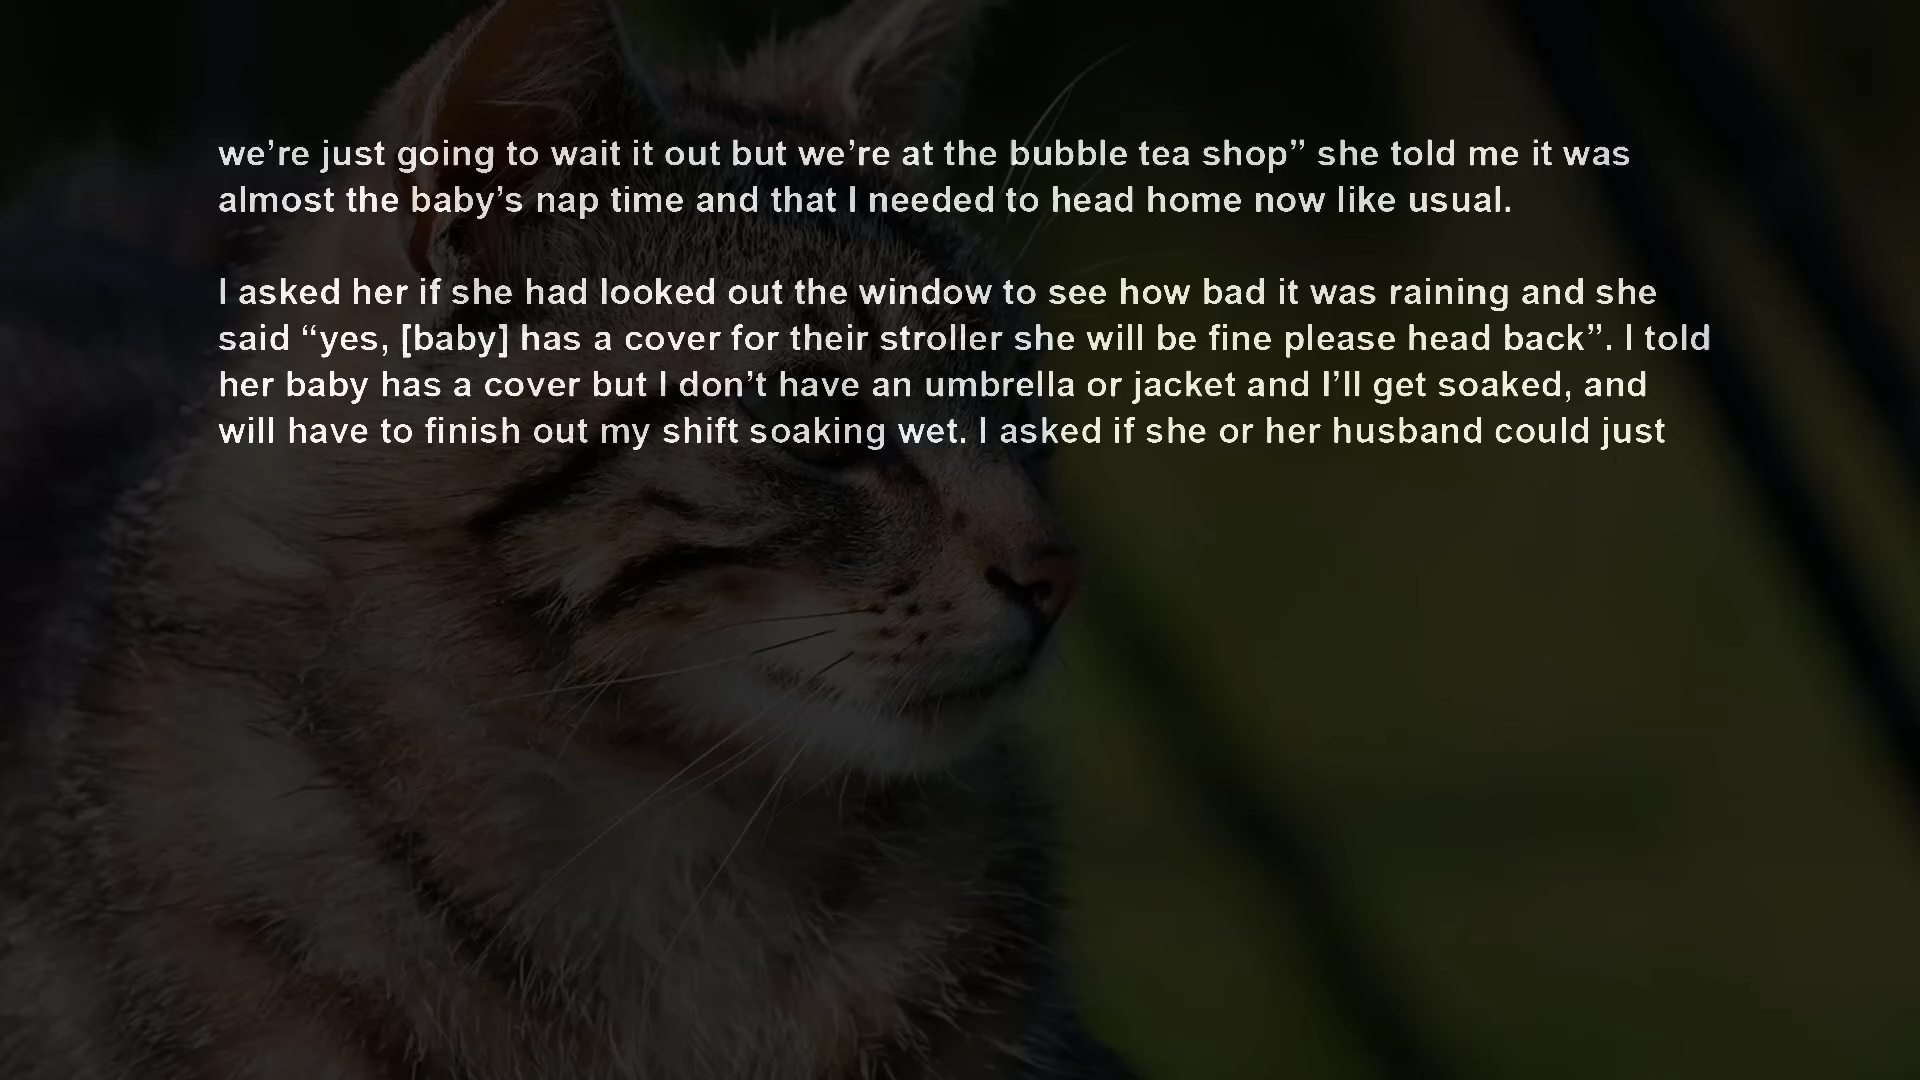 we’re just going to wait it out but we’re at the bubble tea shop” she told me it was
almost the baby’s nap time and that I needed to head home now like usual.
I asked her if she had looked out the window to see how bad it was raining and she
said “yes, [baby] has a cover for their stroller she will be fine please head back”. I told
her baby has a cover but I don’t have an umbrella or jacket and I’ll get soaked, and
will have to finish out my shift soaking wet. I asked if she or her husband could just